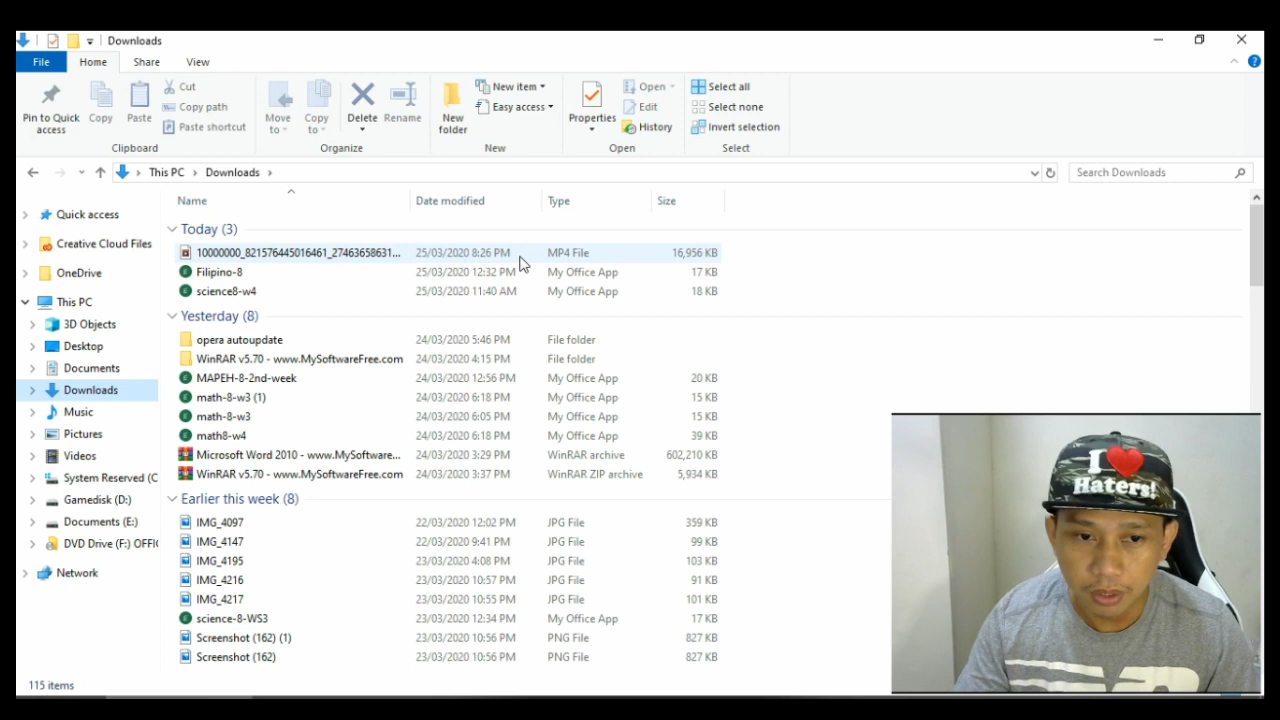 Downloads
File Home Share View
Pin to Quick access
Copy
Paste
Cut
Copy path
Paste shortcut
Clipboard
Move to
Copy to
Delete
Rename
Organize
New folder
New item
Easy access
New
Properties
Open
Edit
History
Open
Select all
Select none
Invert selection
Select
This PC Downloads
Search Downloads
Quick access
Creative Cloud Files
OneDrive
This PC
3D Objects
Desktop
Documents
Downloads
Music
Pictures
Videos
System Reserved (C
Gamedisk (D:)
Documents (E:)
DVD Drive (F:) OFFI
Network
Name Date modified Type Size
Today (3)
10000000_821576445016461_27463658631... 25/03/2020 8:26 PM MP4 File 16,956 KB
Filipino-8 25/03/2020 12:32 PM My Office App 17 KB
science8-w4 25/03/2020 11:40 AM My Office App 18 KB
Yesterday (8)
opera autoupdate 24/03/2020 5:46 PM File folder
WinRAR v5.70 - www.MySoftwareFree.com 24/03/2020 4:15 PM File folder
MAPEH-8-2nd-week 24/03/2020 12:56 PM My Office App 20 KB
math-8-w3 (1) 24/03/2020 6:18 PM My Office App 15 KB
math-8-w3 24/03/2020 6:05 PM My Office App 15 KB
math8-w4 24/03/2020 6:18 PM My Office App 39 KB
Microsoft Word 2010 - www.MySoftware... 24/03/2020 3:29 PM WinRAR archive 602,210 KB
WinRAR v5.70 - www.MySoftwareFree.com 24/03/2020 3:37 PM WinRAR ZIP archive 5,934 KB
Earlier this week (8)
IMG_4097 22/03/2020 12:02 PM JPG File 359 KB
IMG_4147 22/03/2020 9:41 PM JPG File 99 KB
IMG_4195 23/03/2020 4:08 PM JPG File 103 KB
IMG_4216 23/03/2020 10:57 PM JPG File 91 KB
IMG_4217 23/03/2020 10:55 PM JPG File 101 KB
science-8-WS3 23/03/2020 12:34 PM My Office App 17 KB
Screenshot (162) (1) 23/03/2020 10:56 PM PNG File 827 KB
Screenshot (162) 23/03/2020 10:56 PM PNG File 827 KB
115 items
I
Haters!